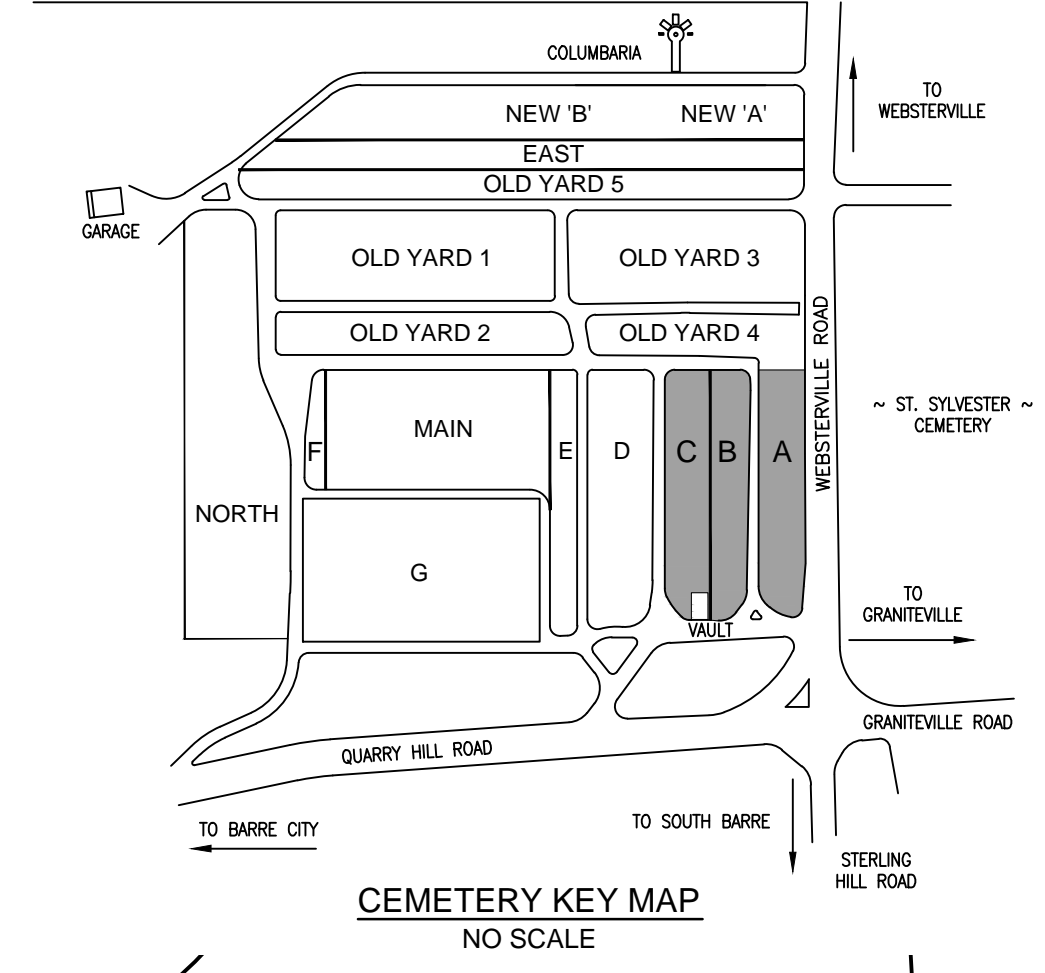 COLUMBARIA
TO
WEBSTERVILLE
NEW 'B'
NEW 'A'
EAST
OLD YARD 5
GARAGE
OLD YARD 1
OLD YARD 3
OLD YARD 2
OLD YARD 4
WEBSTERVILLE ROAD
~ ST. SYLVESTER ~
CEMETERY
F
MAIN
E
D
C
B
A
NORTH
G
TO
GRANITEVILLE
VAULT
GRANITEVILLE ROAD
QUARRY HILL ROAD
TO BARRE CITY
TO SOUTH BARRE
STERLING
HILL ROAD
CEMETERY KEY MAP
NO SCALE